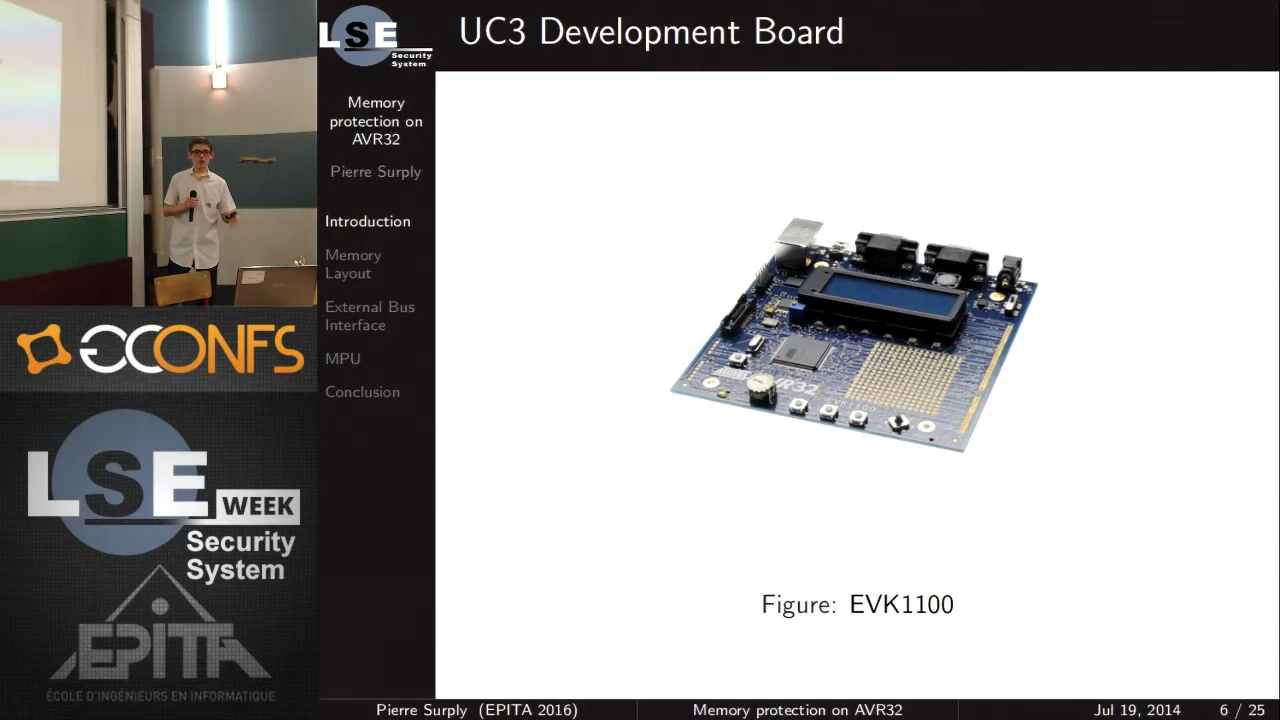 LSE
Security
System
UC3 Development Board
Memory
protection on
AVR32
Pierre Surply
Introduction
Memory
Layout
External Bus
Interface
MPU
Conclusion
Figure: EVK1100
Pierre Surply (EPITA 2016)
Memory protection on AVR32
Jul 19, 2014
6 / 25
GCONFS
LSE WEEK
Security
System
EPITA
ÉCOLE D'INGÉNIEURS EN INFORMATIQUE